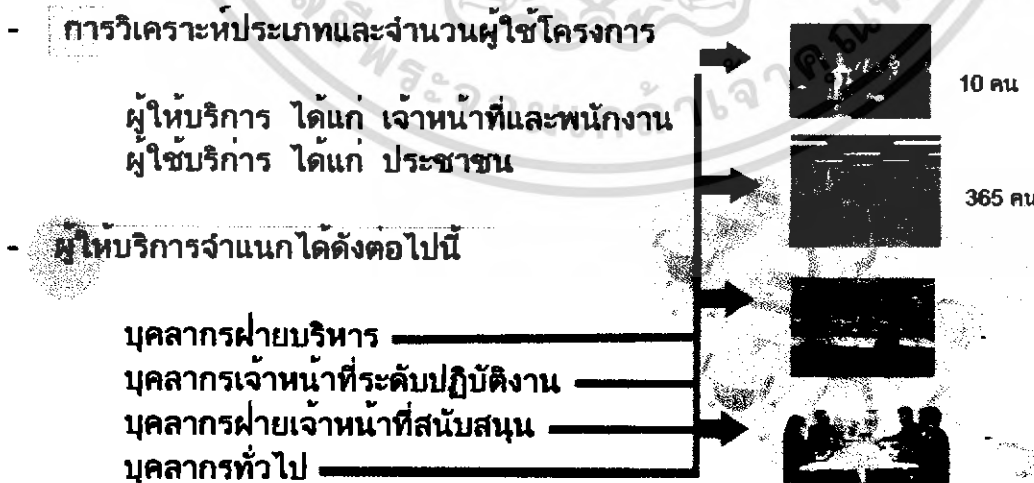 - การวิเคราะห์ประเภทและจำนวนผู้ใช้โครงการ
10 คน
ผู้ให้บริการ ได้แก่ เจ้าหน้าที่และพนักงาน
ผู้ใช้บริการ ได้แก่ ประชาชน
365 คน
- ผู้ให้บริการจำแนกได้ดังต่อไปนี้
บุคลากรฝ่ายบริหาร
บุคลากรเจ้าหน้าที่ระดับปฏิบัติงาน
บุคลากรฝ่ายเจ้าหน้าที่สนับสนุน
บุคลากรทั่วไป